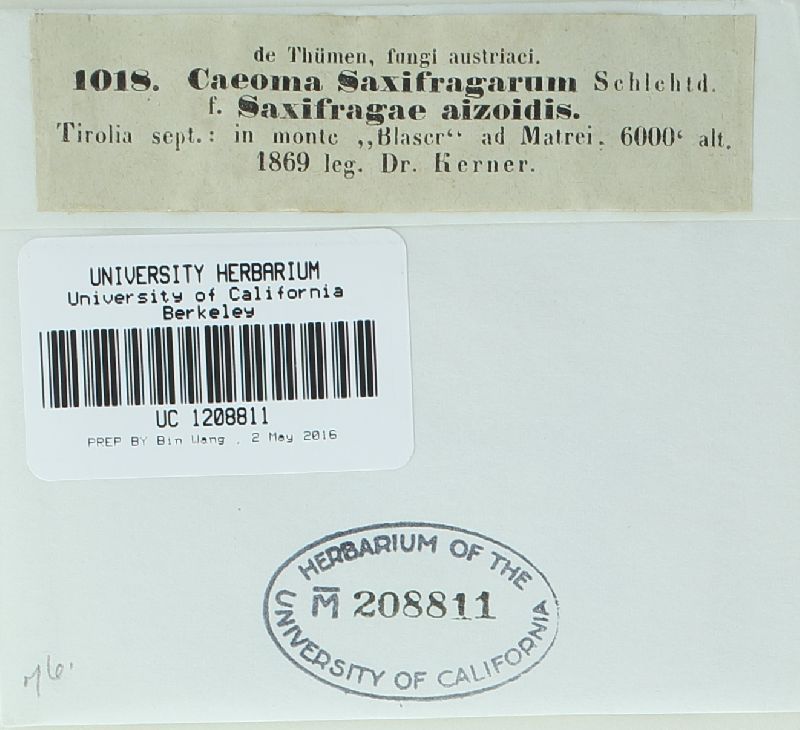 de Thümen, fungi austriaci.
1018. Caeoma Saxifragarum Schlchtd.
f. Saxifragae aizoidis.
Tirolia sept.: in monte „Blaser“ ad Matrei. 6000‘ alt.
1869 leg. Dr. Kerner.
UNIVERSITY HERBARIUM
University of California
Berkeley
UC 1208811
PREP BY Bin Wang . 2 May 2016
HERBARIUM OF THE
M̅ 208811
UNIVERSITY OF CALIFORNIA